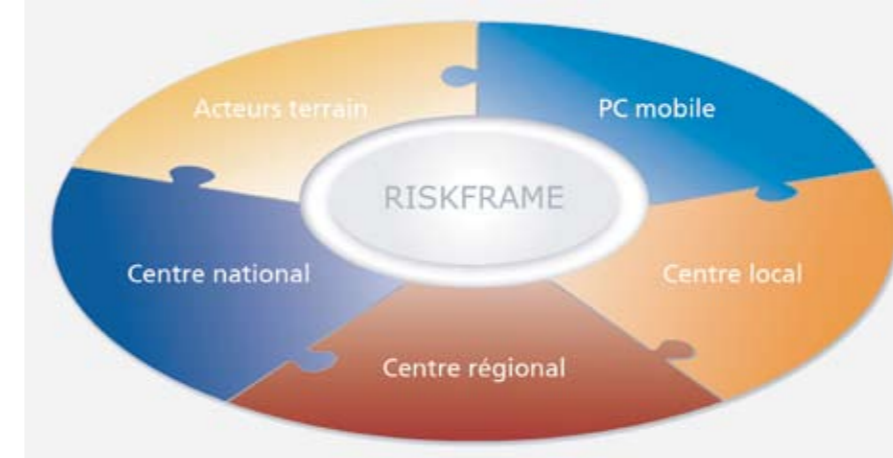 Acteurs terrain
PC mobile
RISKFRAME
Centre national
Centre local
Centre régional